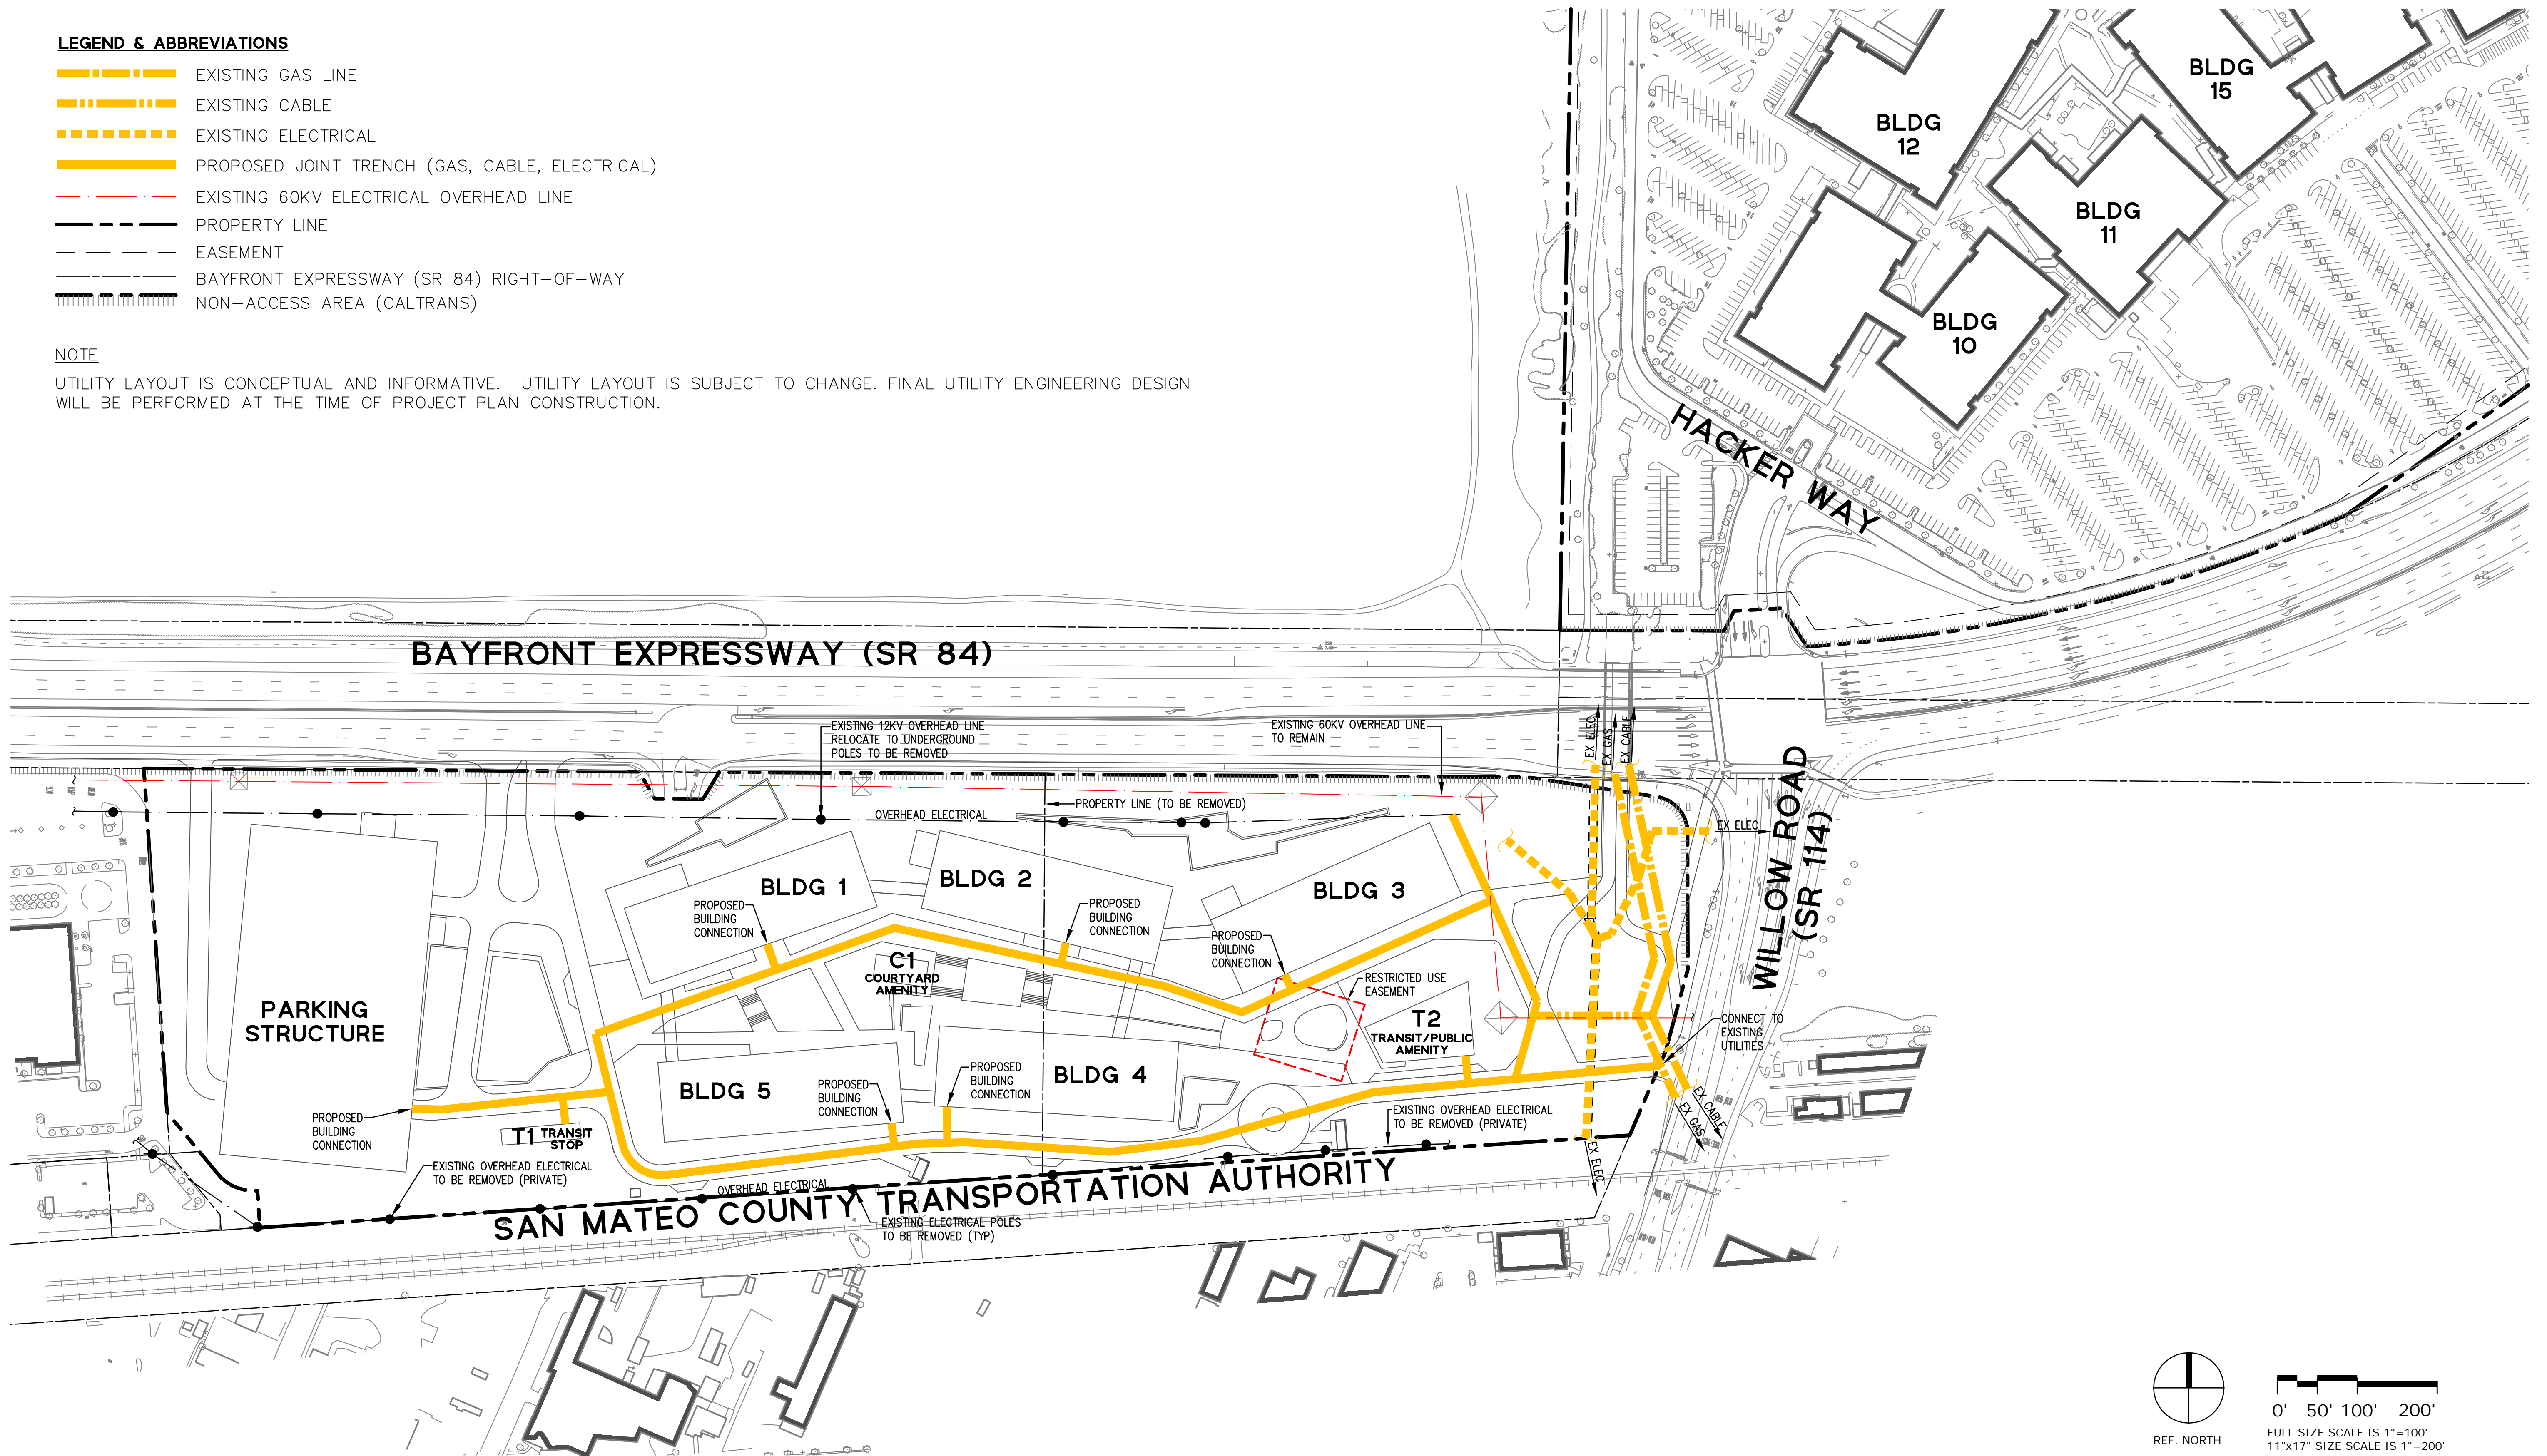 LEGEND & ABBREVIATIONS
EXISTING GAS LINE
EXISTING CABLE
EXISTING ELECTRICAL
PROPOSED JOINT TRENCH (GAS, CABLE, ELECTRICAL)
EXISTING 60KV ELECTRICAL OVERHEAD LINE
PROPERTY LINE
EASEMENT
BAYFRONT EXPRESSWAY (SR 84) RIGHT-OF-WAY
NON-ACCESS AREA (CALTRANS)
NOTE
UTILITY LAYOUT IS CONCEPTUAL AND INFORMATIVE. UTILITY LAYOUT IS SUBJECT TO CHANGE. FINAL UTILITY ENGINEERING DESIGN
WILL BE PERFORMED AT THE TIME OF PROJECT PLAN CONSTRUCTION.
BLDG
15
BLDG
12
BLDG
11
BLDG
10
HACKER WAY
BAYFRONT EXPRESSWAY (SR 84)
EXISTING 12KV OVERHEAD LINE
RELOCATE TO UNDERGROUND
POLES TO BE REMOVED
EXISTING 60KV OVERHEAD LINE
TO REMAIN
EX ELEC
EX GAS
EX CABLE
PROPERTY LINE (TO BE REMOVED)
OVERHEAD ELECTRICAL
EX ELEC
WILLOW ROAD
(SR 114)
BLDG 1
BLDG 2
BLDG 3
PROPOSED
BUILDING
CONNECTION
PROPOSED
BUILDING
CONNECTION
PROPOSED
BUILDING
CONNECTION
C1
COURTYARD
AMENITY
RESTRICTED USE
EASEMENT
PARKING
STRUCTURE
T2
TRANSIT/PUBLIC
AMENITY
CONNECT TO
EXISTING
UTILITIES
BLDG 5
PROPOSED
BUILDING
CONNECTION
PROPOSED
BUILDING
CONNECTION
BLDG 4
PROPOSED
BUILDING
CONNECTION
T1 TRANSIT
STOP
EXISTING OVERHEAD ELECTRICAL
TO BE REMOVED (PRIVATE)
EX CABLE
EX GAS
EX ELEC
EXISTING OVERHEAD ELECTRICAL
TO BE REMOVED (PRIVATE)
OVERHEAD ELECTRICAL
SAN MATEO COUNTY TRANSPORTATION AUTHORITY
EXISTING ELECTRICAL POLES
TO BE REMOVED (TYP)
REF. NORTH
0' 50' 100' 200'
FULL SIZE SCALE IS 1"=100'
11"x17" SIZE SCALE IS 1"=200'